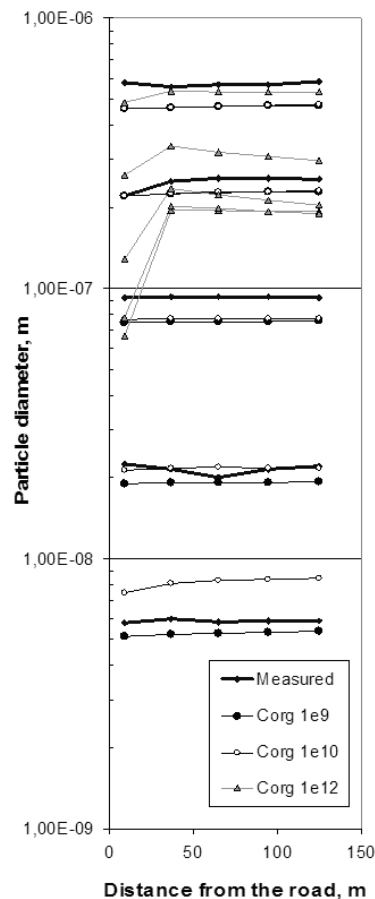 1,00E-06
1,00E-07
1,00E-08
1,00E-09
Particle diameter, m
Measured
Corg 1e9
Corg 1e10
Corg 1e12
0 50 100 150
Distance from the road, m